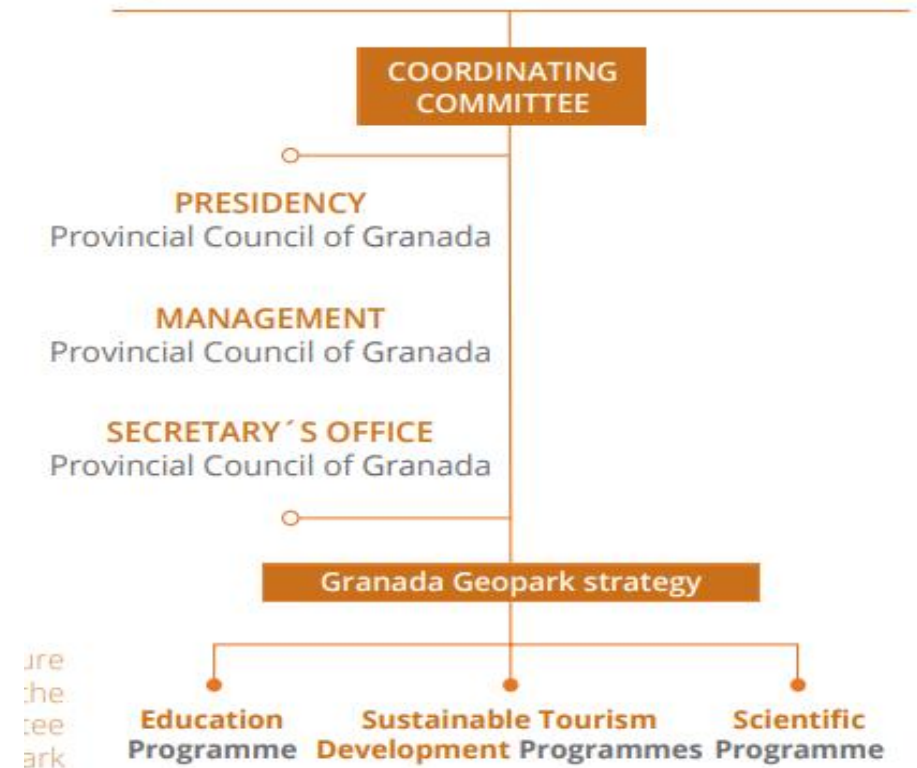 COORDINATING
COMMITTEE
PRESIDENCY
Provincial Council of Granada
MANAGEMENT
Provincial Council of Granada
SECRETARY´S OFFICE
Provincial Council of Granada
Granada Geopark strategy
Education
Programme
Sustainable Tourism
Development Programmes
Scientific
Programme